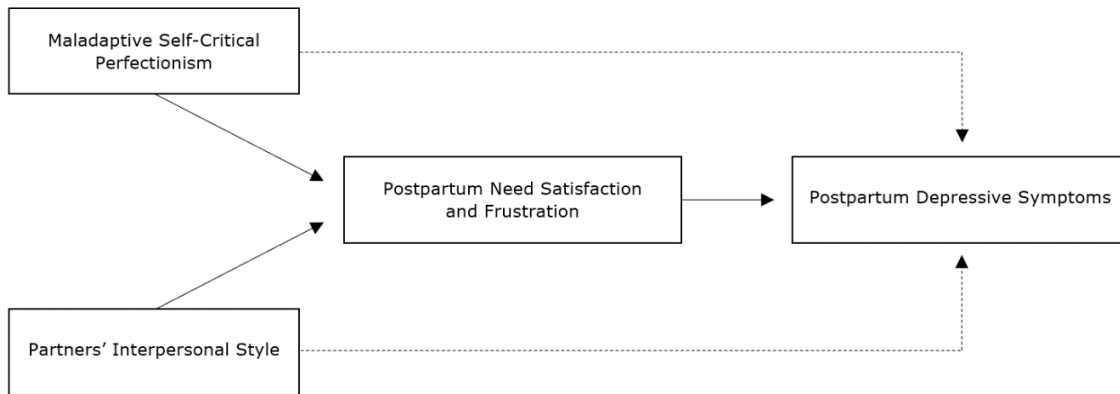 Maladaptive Self-Critical
Perfectionism
Postpartum Need Satisfaction
and Frustration
Postpartum Depressive Symptoms
Partners’ Interpersonal Style